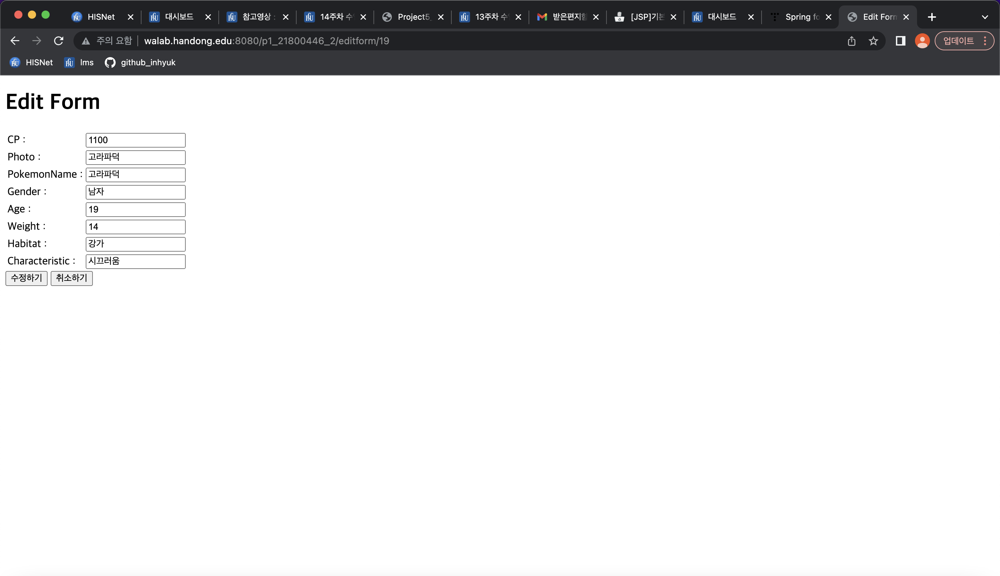 HISNet 대시보드 참고영상 : 14주차 수 Project5_ 13주차 수 받은편지함 [JSP]기본 대시보드 Spring fo Edit Form
주의 요함 walab.handong.edu:8080/p1_21800446_2/editform/19 업데이트
HISNet lms github_inhyuk
Edit Form
CP : 1100
Photo : 고라파덕
PokemonName : 고라파덕
Gender : 남자
Age : 19
Weight : 14
Habitat : 강가
Characteristic : 시끄러움
수정하기 취소하기